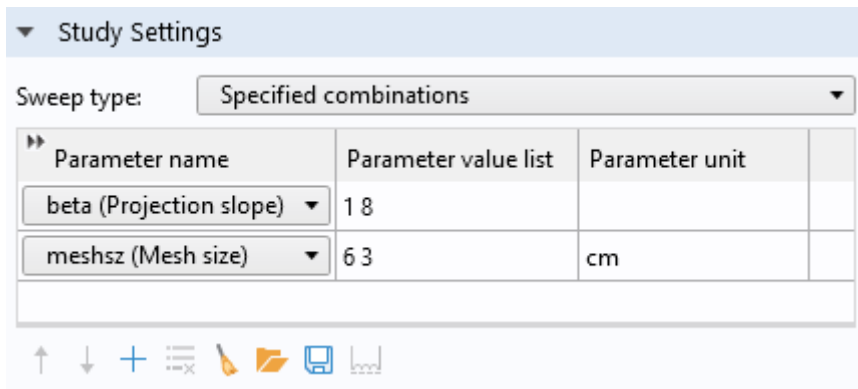 Study Settings
Sweep type: Specified combinations
Parameter name Parameter value list Parameter unit
beta (Projection slope) 1 8
meshsz (Mesh size) 6 3 cm